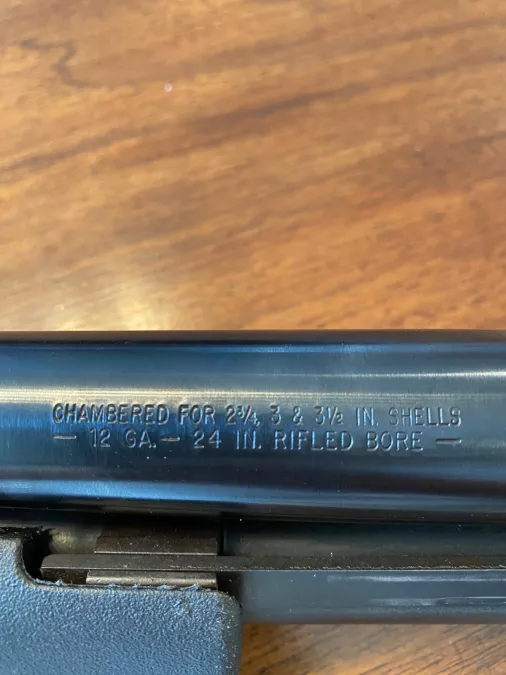 CHAMBERED FOR 2¾, 3 & 3½ IN. SHELLS
— 12 GA. — 24 IN. RIFLED BORE —